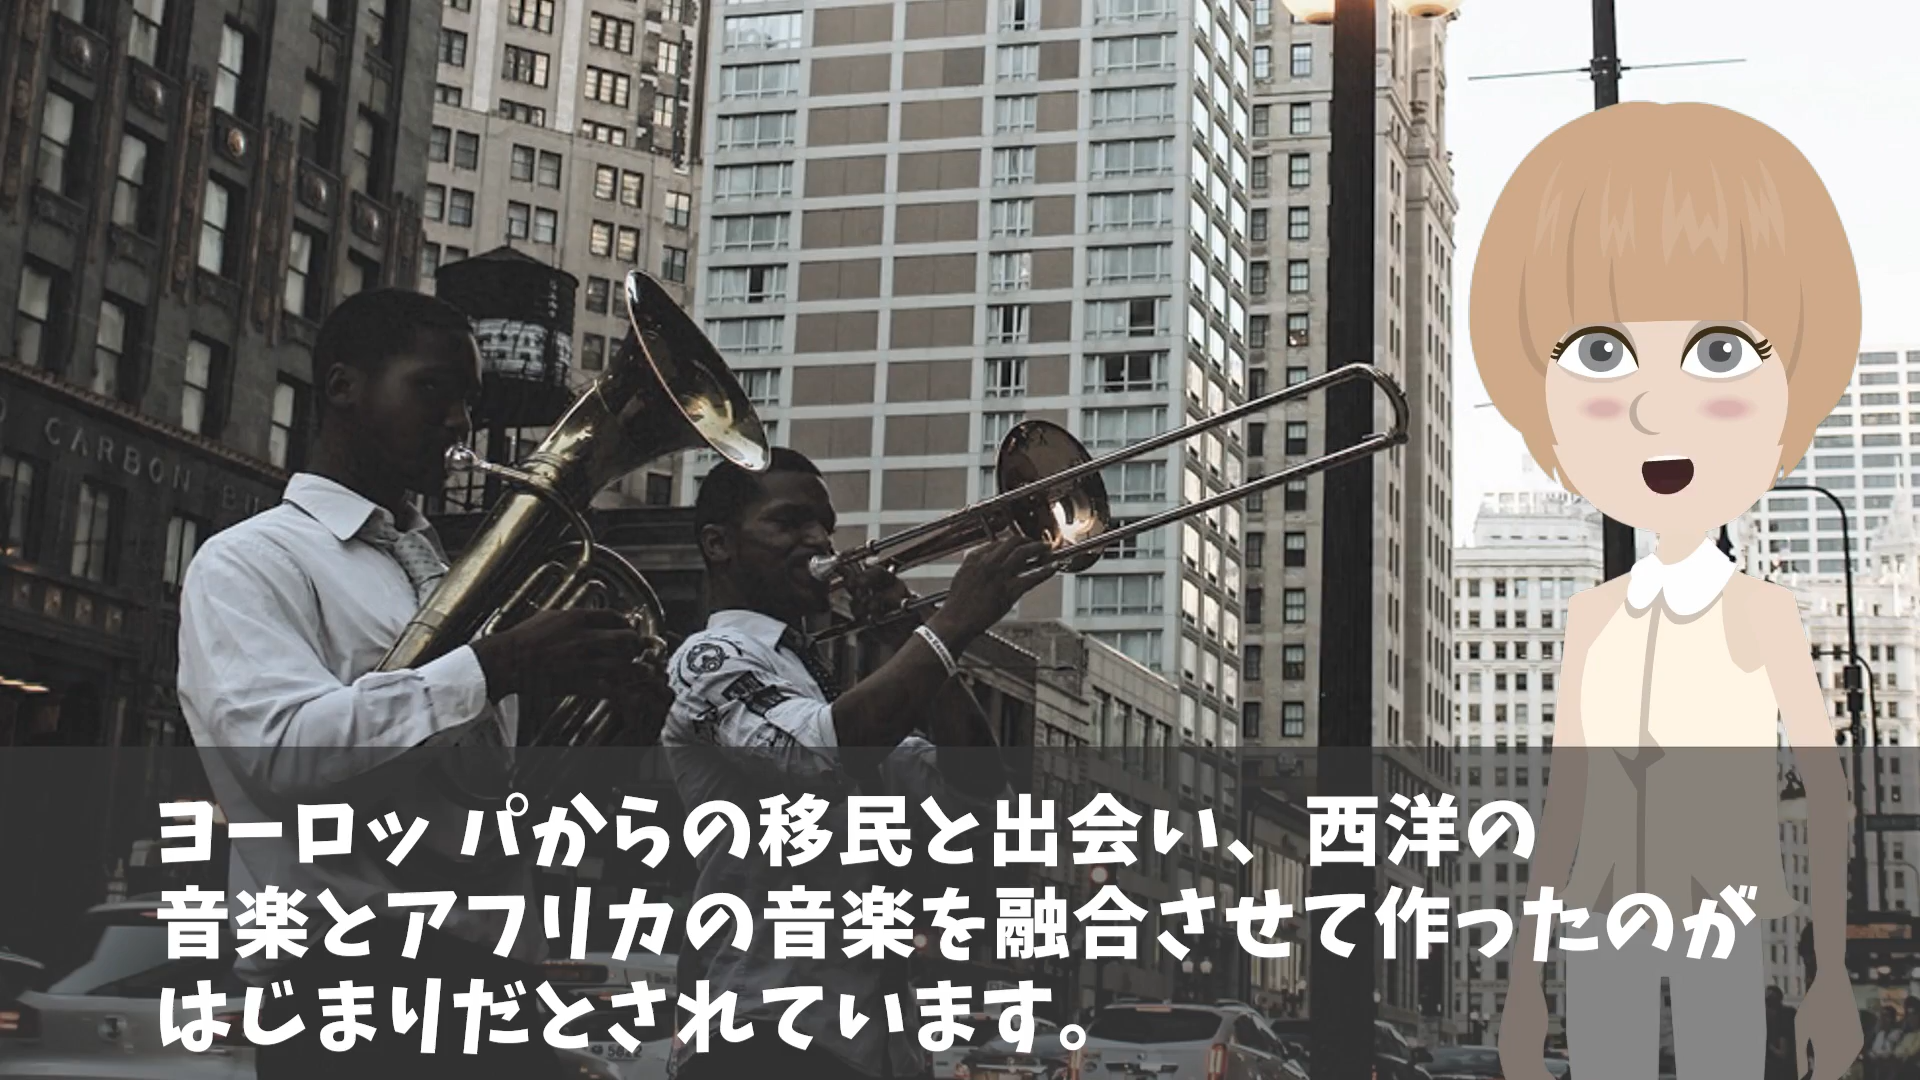 CARBON BU
ヨーロッパからの移民と出会い、西洋の
音楽とアフリカの音楽を融合させて作ったのが
はじまりだとされています。